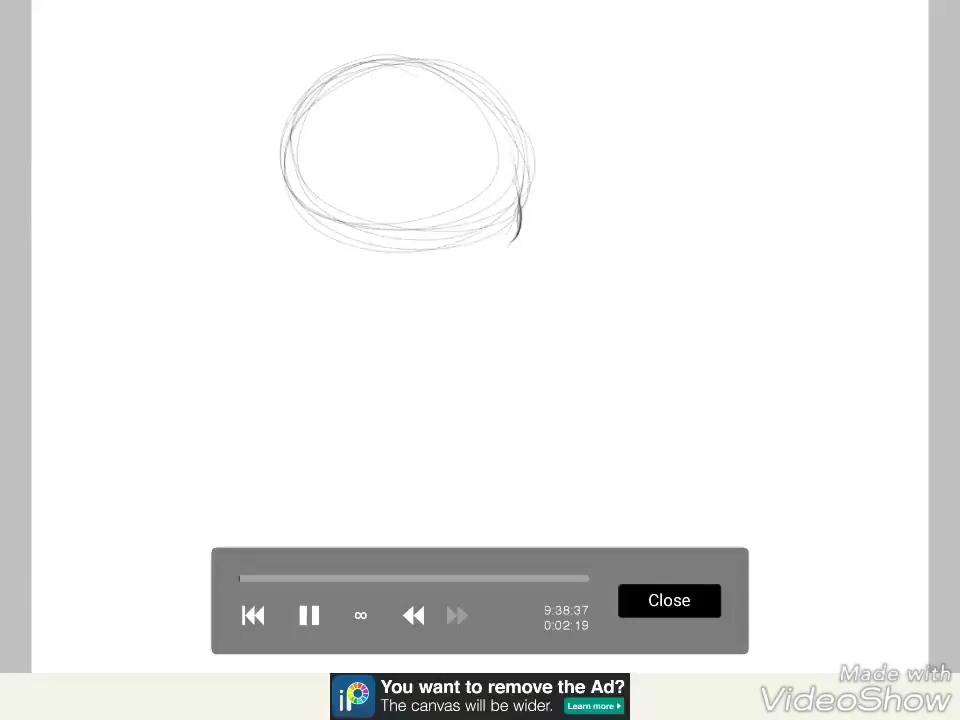 9:38:37
0:02:19
Close
You want to remove the Ad?
The canvas will be wider.
Learn more
iP
Made with
VideoShow